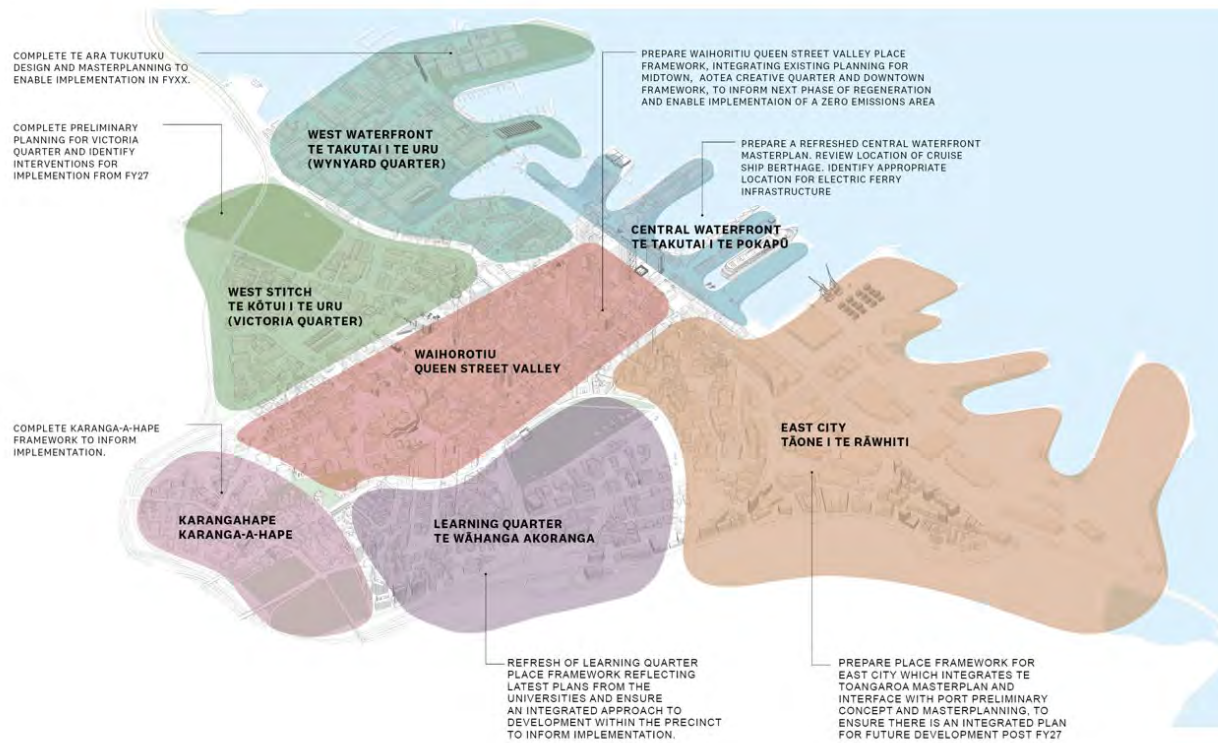 COMPLETE TE ARA TUKUTUKU
DESIGN AND MASTERPLANNING TO
ENABLE IMPLEMENTATION IN FYXX.
PREPARE WAIHORITIU QUEEN STREET VALLEY PLACE
FRAMEWORK, INTEGRATING EXISTING PLANNING FOR
MIDTOWN, AOTEA CREATIVE QUARTER AND DOWNTOWN
FRAMEWORK, TO INFORM NEXT PHASE OF REGENERATION
AND ENABLE IMPLEMENTAION OF A ZERO EMISSIONS AREA
COMPLETE PRELIMINARY
PLANNING FOR VICTORIA
QUARTER AND IDENTIFY
INTERVENTIONS FOR
IMPLEMENTION FROM FY27
WEST WATERFRONT
TE TAKUTAI I TE URU
(WYNYARD QUARTER)
PREPARE A REFRESHED CENTRAL WATERFRONT
MASTERPLAN. REVIEW LOCATION OF CRUISE
SHIP BERTHAGE. IDENTIFY APPROPRIATE
LOCATION FOR ELECTRIC FERRY
INFRASTRUCTURE
CENTRAL WATERFRONT
TE TAKUTAI I TE POKAPŪ
WEST STITCH
TE KŌTUI I TE URU
(VICTORIA QUARTER)
WAIHOROTIU
QUEEN STREET VALLEY
COMPLETE KARANGA-A-HAPE
FRAMEWORK TO INFORM
IMPLEMENTATION.
EAST CITY
TĀONE I TE RĀWHITI
KARANGAHAPE
KARANGA-A-HAPE
LEARNING QUARTER
TE WĀHANGA AKORANGA
REFRESH OF LEARNING QUARTER
PLACE FRAMEWORK REFLECTING
LATEST PLANS FROM THE
UNIVERSITIES AND ENSURE
AN INTEGRATED APPROACH TO
DEVELOPMENT WITHIN THE PRECINCT
TO INFORM IMPLEMENTATION.
PREPARE PLACE FRAMEWORK FOR
EAST CITY WHICH INTEGRATES TE
TOANGAROA MASTERPLAN AND
INTERFACE WITH PORT PRELIMINARY
CONCEPT AND MASTERPLANNING, TO
ENSURE THERE IS AN INTEGRATED PLAN
FOR FUTURE DEVELOPMENT POST FY27